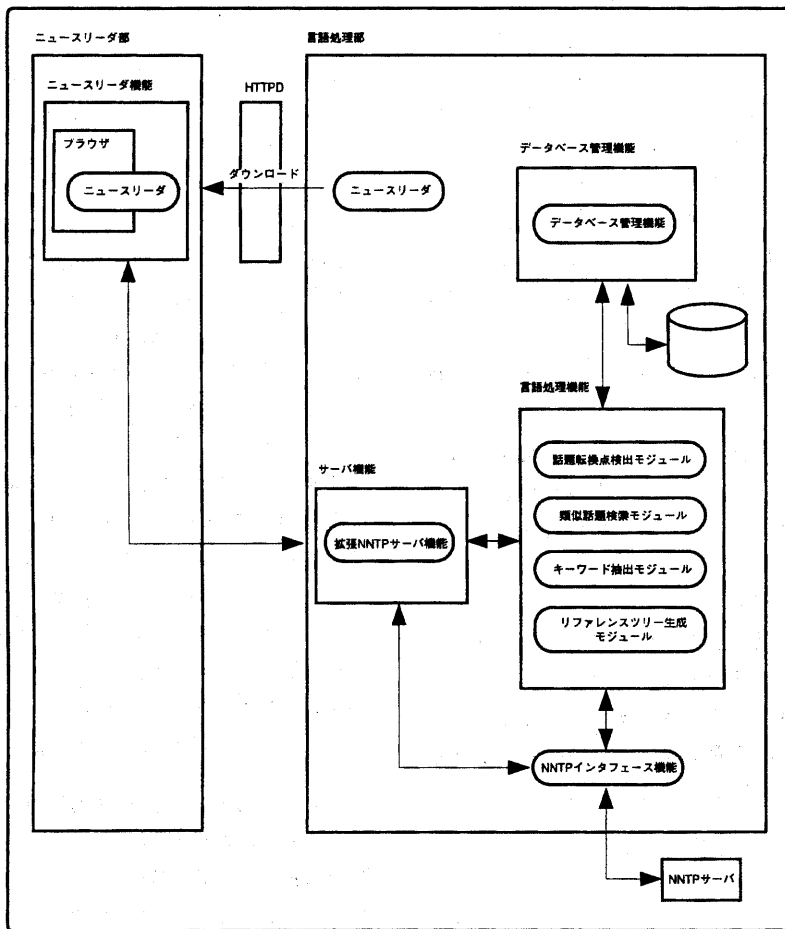 ニュースリーダ部
言語処理部
ニュースリーダ機能
HTTPD
ブラウザ
ニュースリーダ
ダウンロード
ニュースリーダ
データベース管理機能
データベース管理機能
言語処理機能
話題転換点検出モジュール
類似話題検索モジュール
キーワード抽出モジュール
リファレンスツリー生成
モジュール
サーバ機能
拡張NNTPサーバ機能
NNTPインタフェース機能
NNTPサーバ